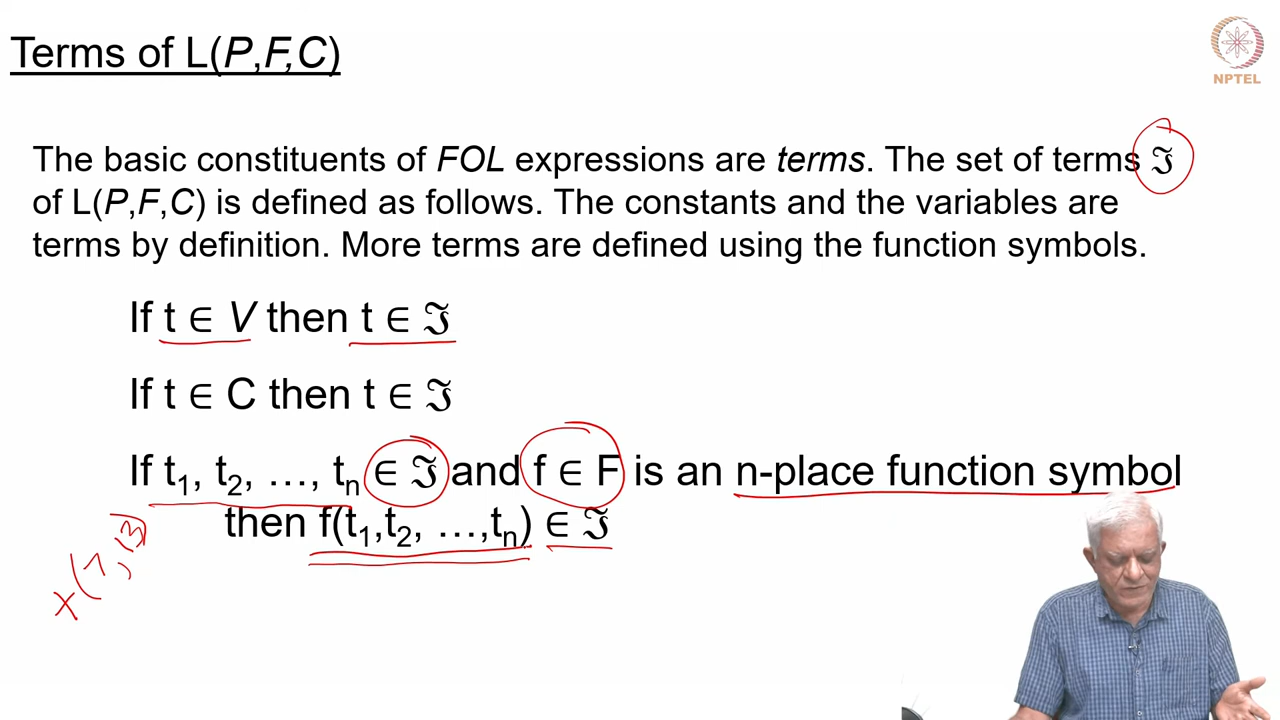 Terms of L(P,F,C)
NPTEL
The basic constituents of FOL expressions are terms. The set of terms ℑ
of L(P,F,C) is defined as follows. The constants and the variables are
terms by definition. More terms are defined using the function symbols.
If t ∈ V then t ∈ ℑ
If t ∈ C then t ∈ ℑ
If t₁, t₂, …, tₙ ∈ ℑ and f ∈ F is an n-place function symbol
then f(t₁,t₂, …,tₙ) ∈ ℑ
+(7, 13)